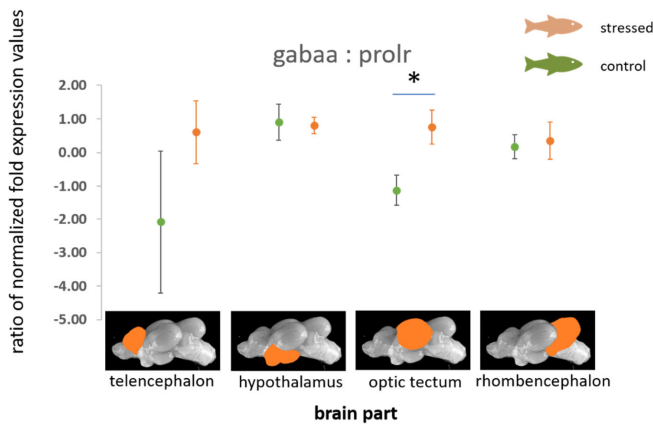 stressed
gabaa : prolr
control
*
ratio of normalized fold expression values
2.00
1.00
0.00
-1.00
-2.00
-3.00
-4.00
-5.00
telencephalon
hypothalamus
optic tectum
rhombencephalon
brain part